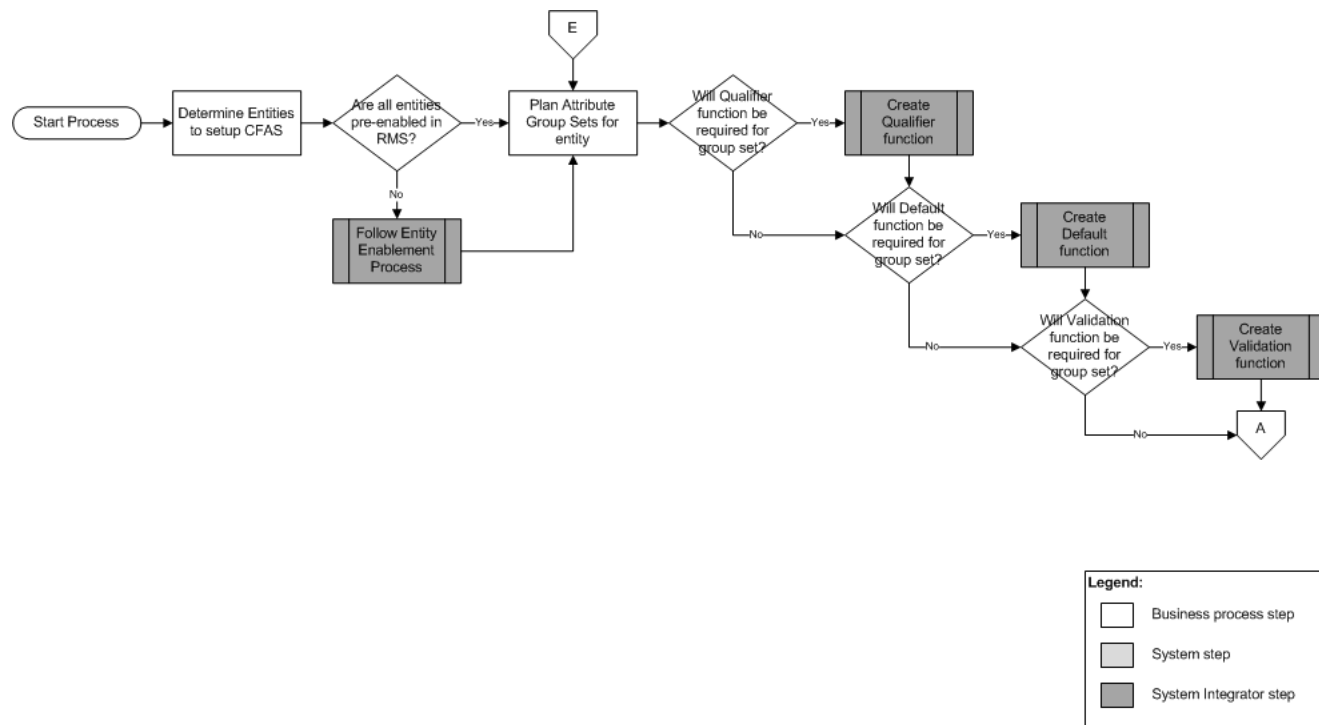 E
Start Process
Determine Entities
to setup CFAS
Are all entities
pre-enabled in
RMS?
Yes
Plan Attribute
Group Sets for
entity
Will Qualifier
function be
required for
group set?
Yes
Create
Qualifier
function
No
Follow Entity
Enablement
Process
No
Will Default
function be
required for
group set?
Yes
Create
Default
function
No
Will Validation
function be
required for
group set?
Yes
Create
Validation
function
No
A
Legend:
Business process step
System step
System Integrator step